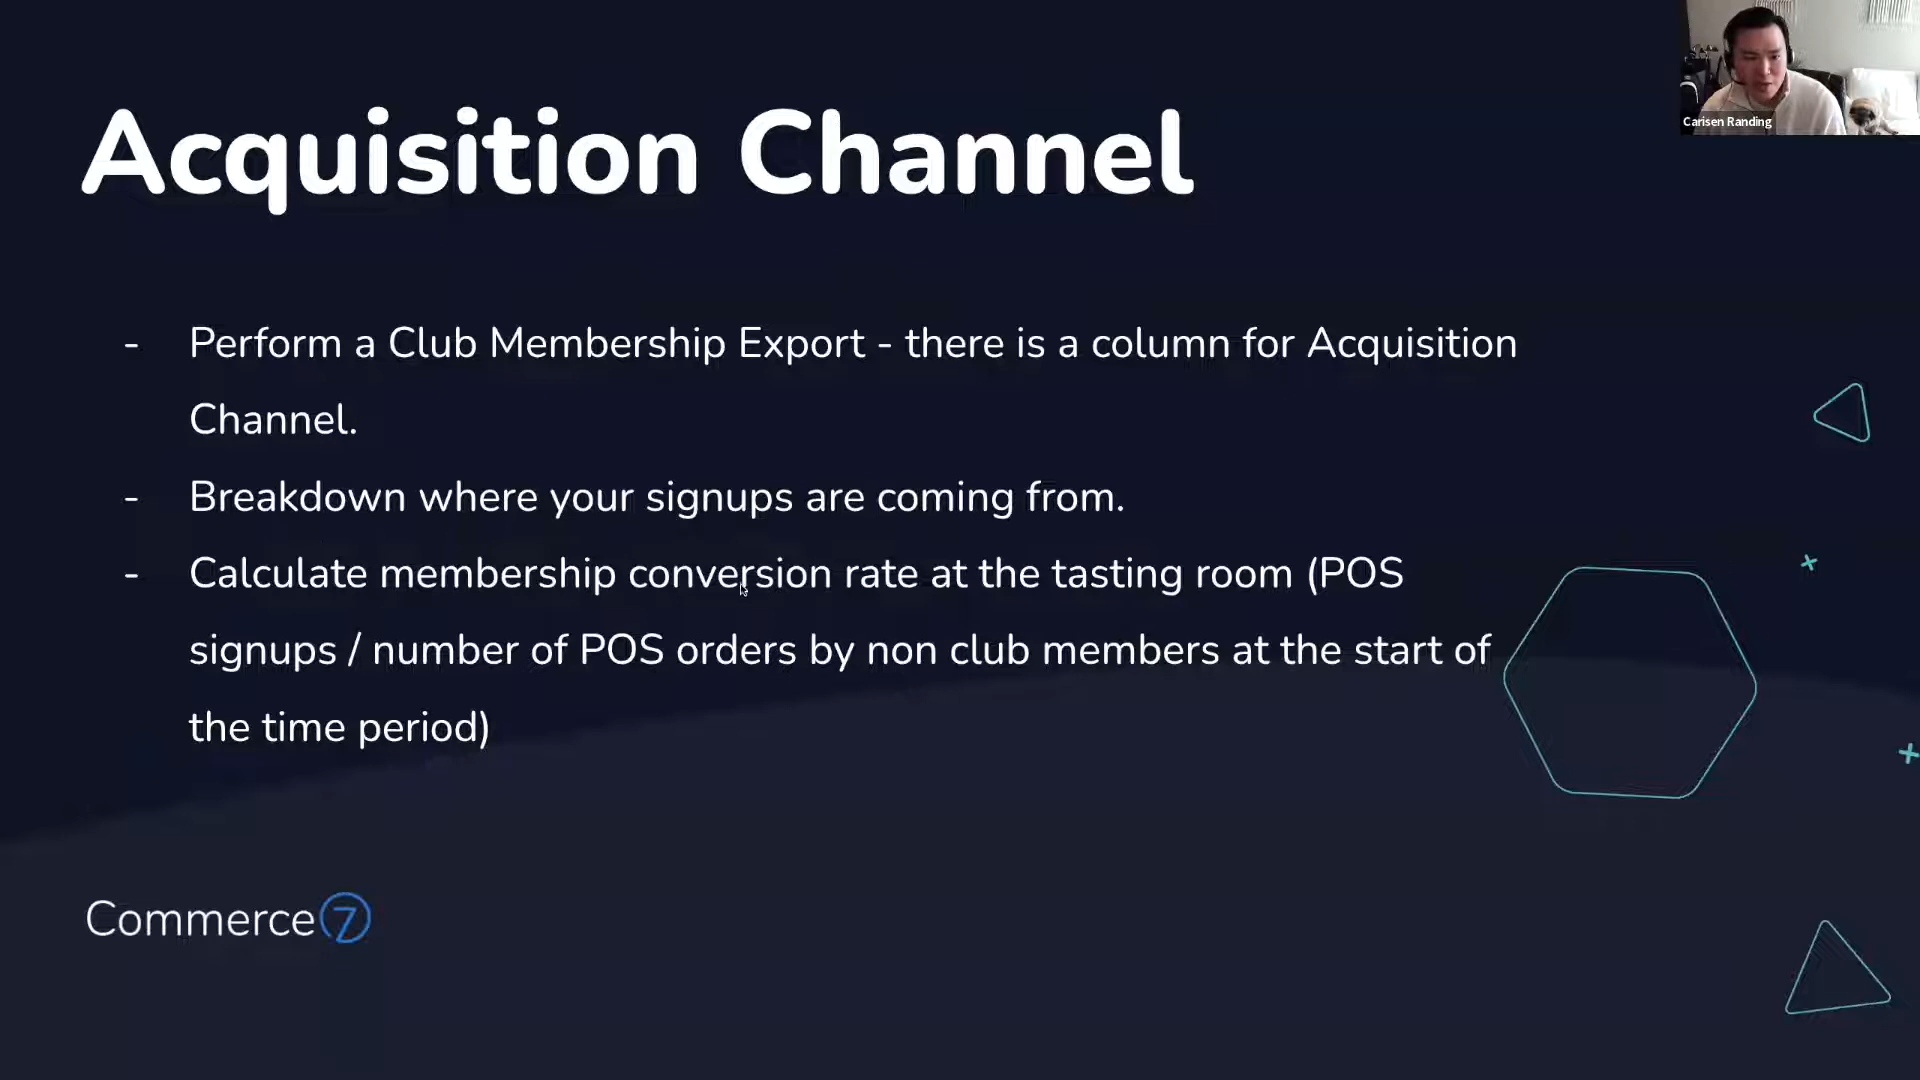 Carisen Randing
Acquisition Channel
- Perform a Club Membership Export - there is a column for Acquisition
Channel.
- Breakdown where your signups are coming from.
- Calculate membership conversion rate at the tasting room (POS
signups / number of POS orders by non club members at the start of
the time period)
Commerce7